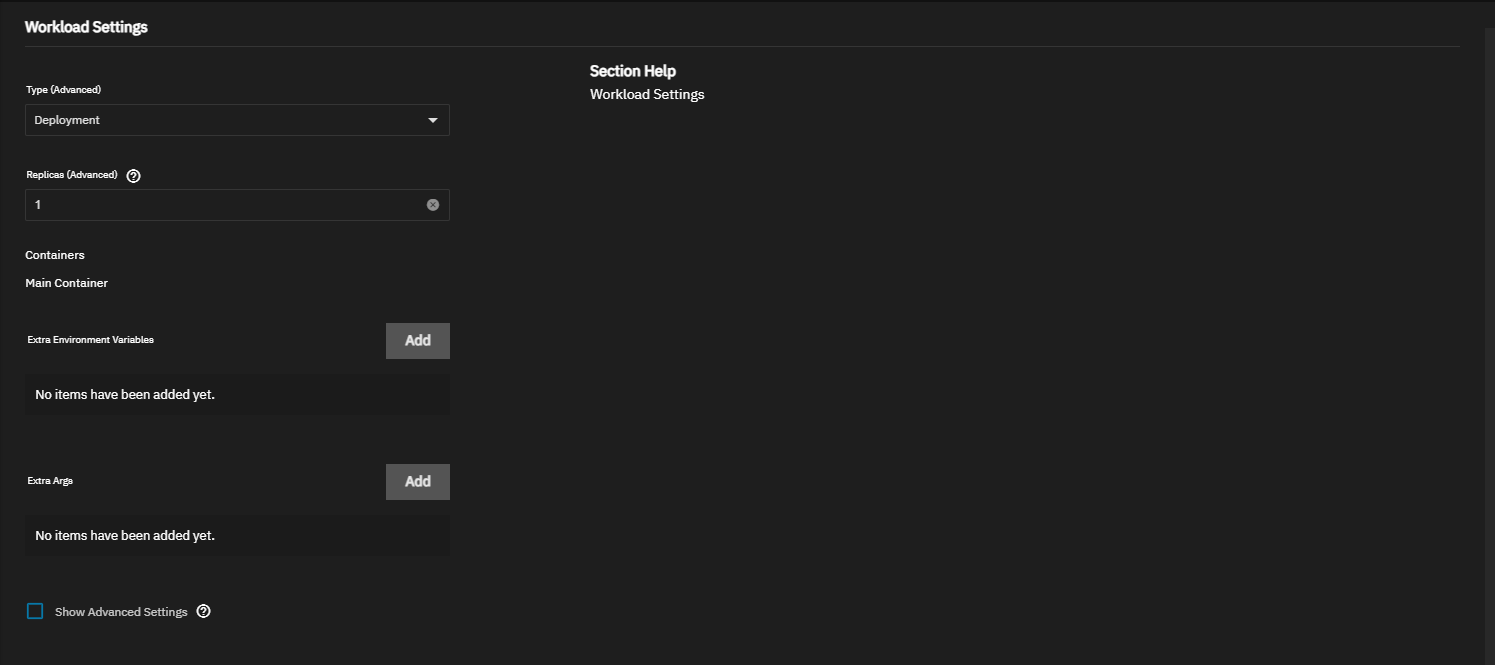 Workload Settings
Section Help
Workload Settings
Type (Advanced)
Deployment
Replicas (Advanced)
1
Containers
Main Container
Extra Environment Variables
Add
No items have been added yet.
Extra Args
Add
No items have been added yet.
Show Advanced Settings